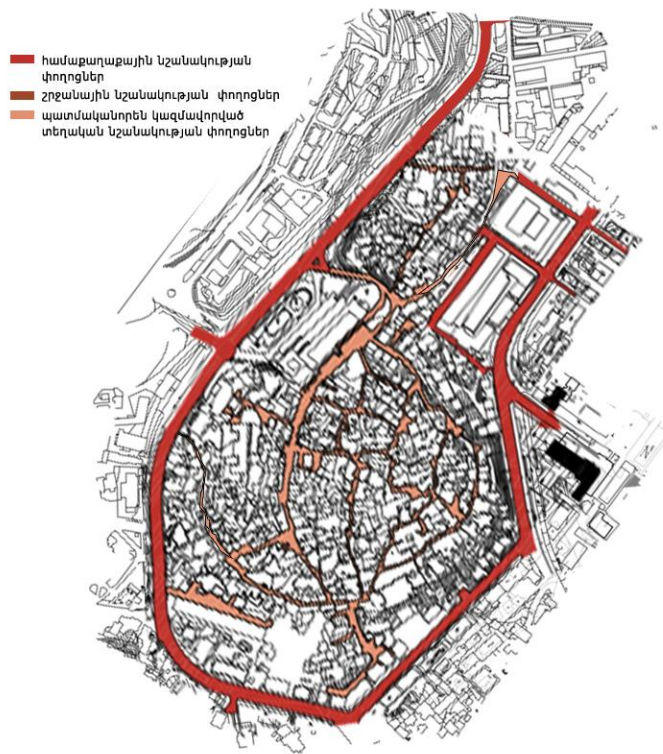 համաքաղաքային նշանակության
փողոցներ
շրջանային նշանակության փողոցներ
պատմականորեն կազմավորված
տեղական նշանակության փողոցներ